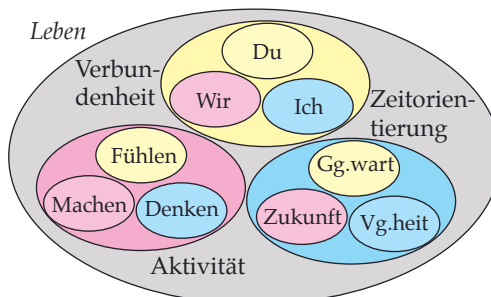 Leben
Du
Verbun-
denheit
Wir
Ich
Zeitorien-
tierung
Fühlen
Gg.wart
Machen
Denken
Zukunft
Vg.heit
Aktivität